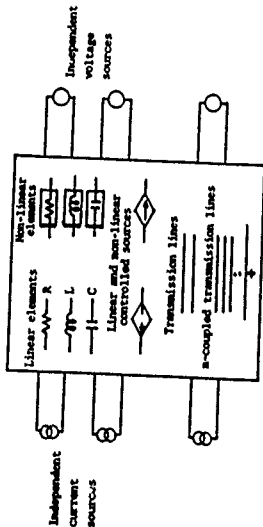 Independent
current
sources
Linear elements
R
L
C
Non-linear
elements
Linear and non-linear
controlled sources
Transmission lines
m-coupled transmission lines
Independent
voltage
sources